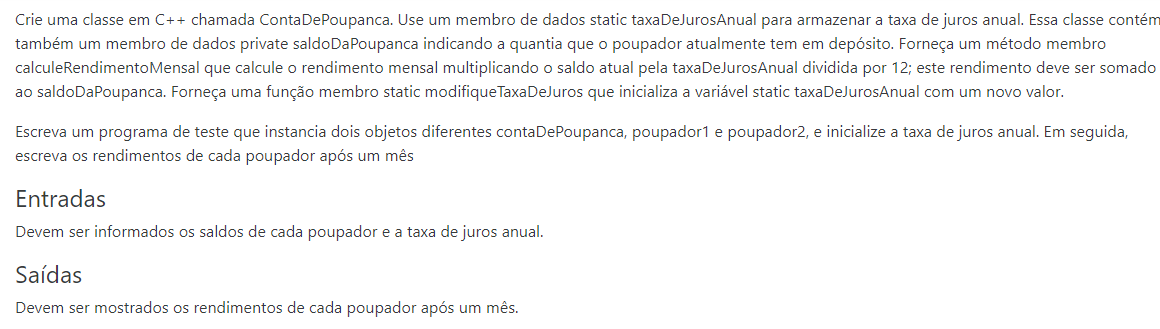 Crie uma classe em C++ chamada ContaDePoupanca. Use um membro de dados static taxaDeJurosAnual para armazenar a taxa de juros anual. Essa classe contém
também um membro de dados private saldoDaPoupanca indicando a quantia que o poupador atualmente tem em depósito. Forneça um método membro
calculeRendimentoMensal que calcule o rendimento mensal multiplicando o saldo atual pela taxaDeJurosAnual dividida por 12; este rendimento deve ser somado
ao saldoDaPoupanca. Forneça uma função membro static modifiqueTaxaDeJuros que inicializa a variável static taxaDeJurosAnual com um novo valor.
Escreva um programa de teste que instancia dois objetos diferentes contaDePoupanca, poupador1 e poupador2, e inicialize a taxa de juros anual. Em seguida,
escreva os rendimentos de cada poupador após um mês
Entradas
Devem ser informados os saldos de cada poupador e a taxa de juros anual.
Saídas
Devem ser mostrados os rendimentos de cada poupador após um mês.